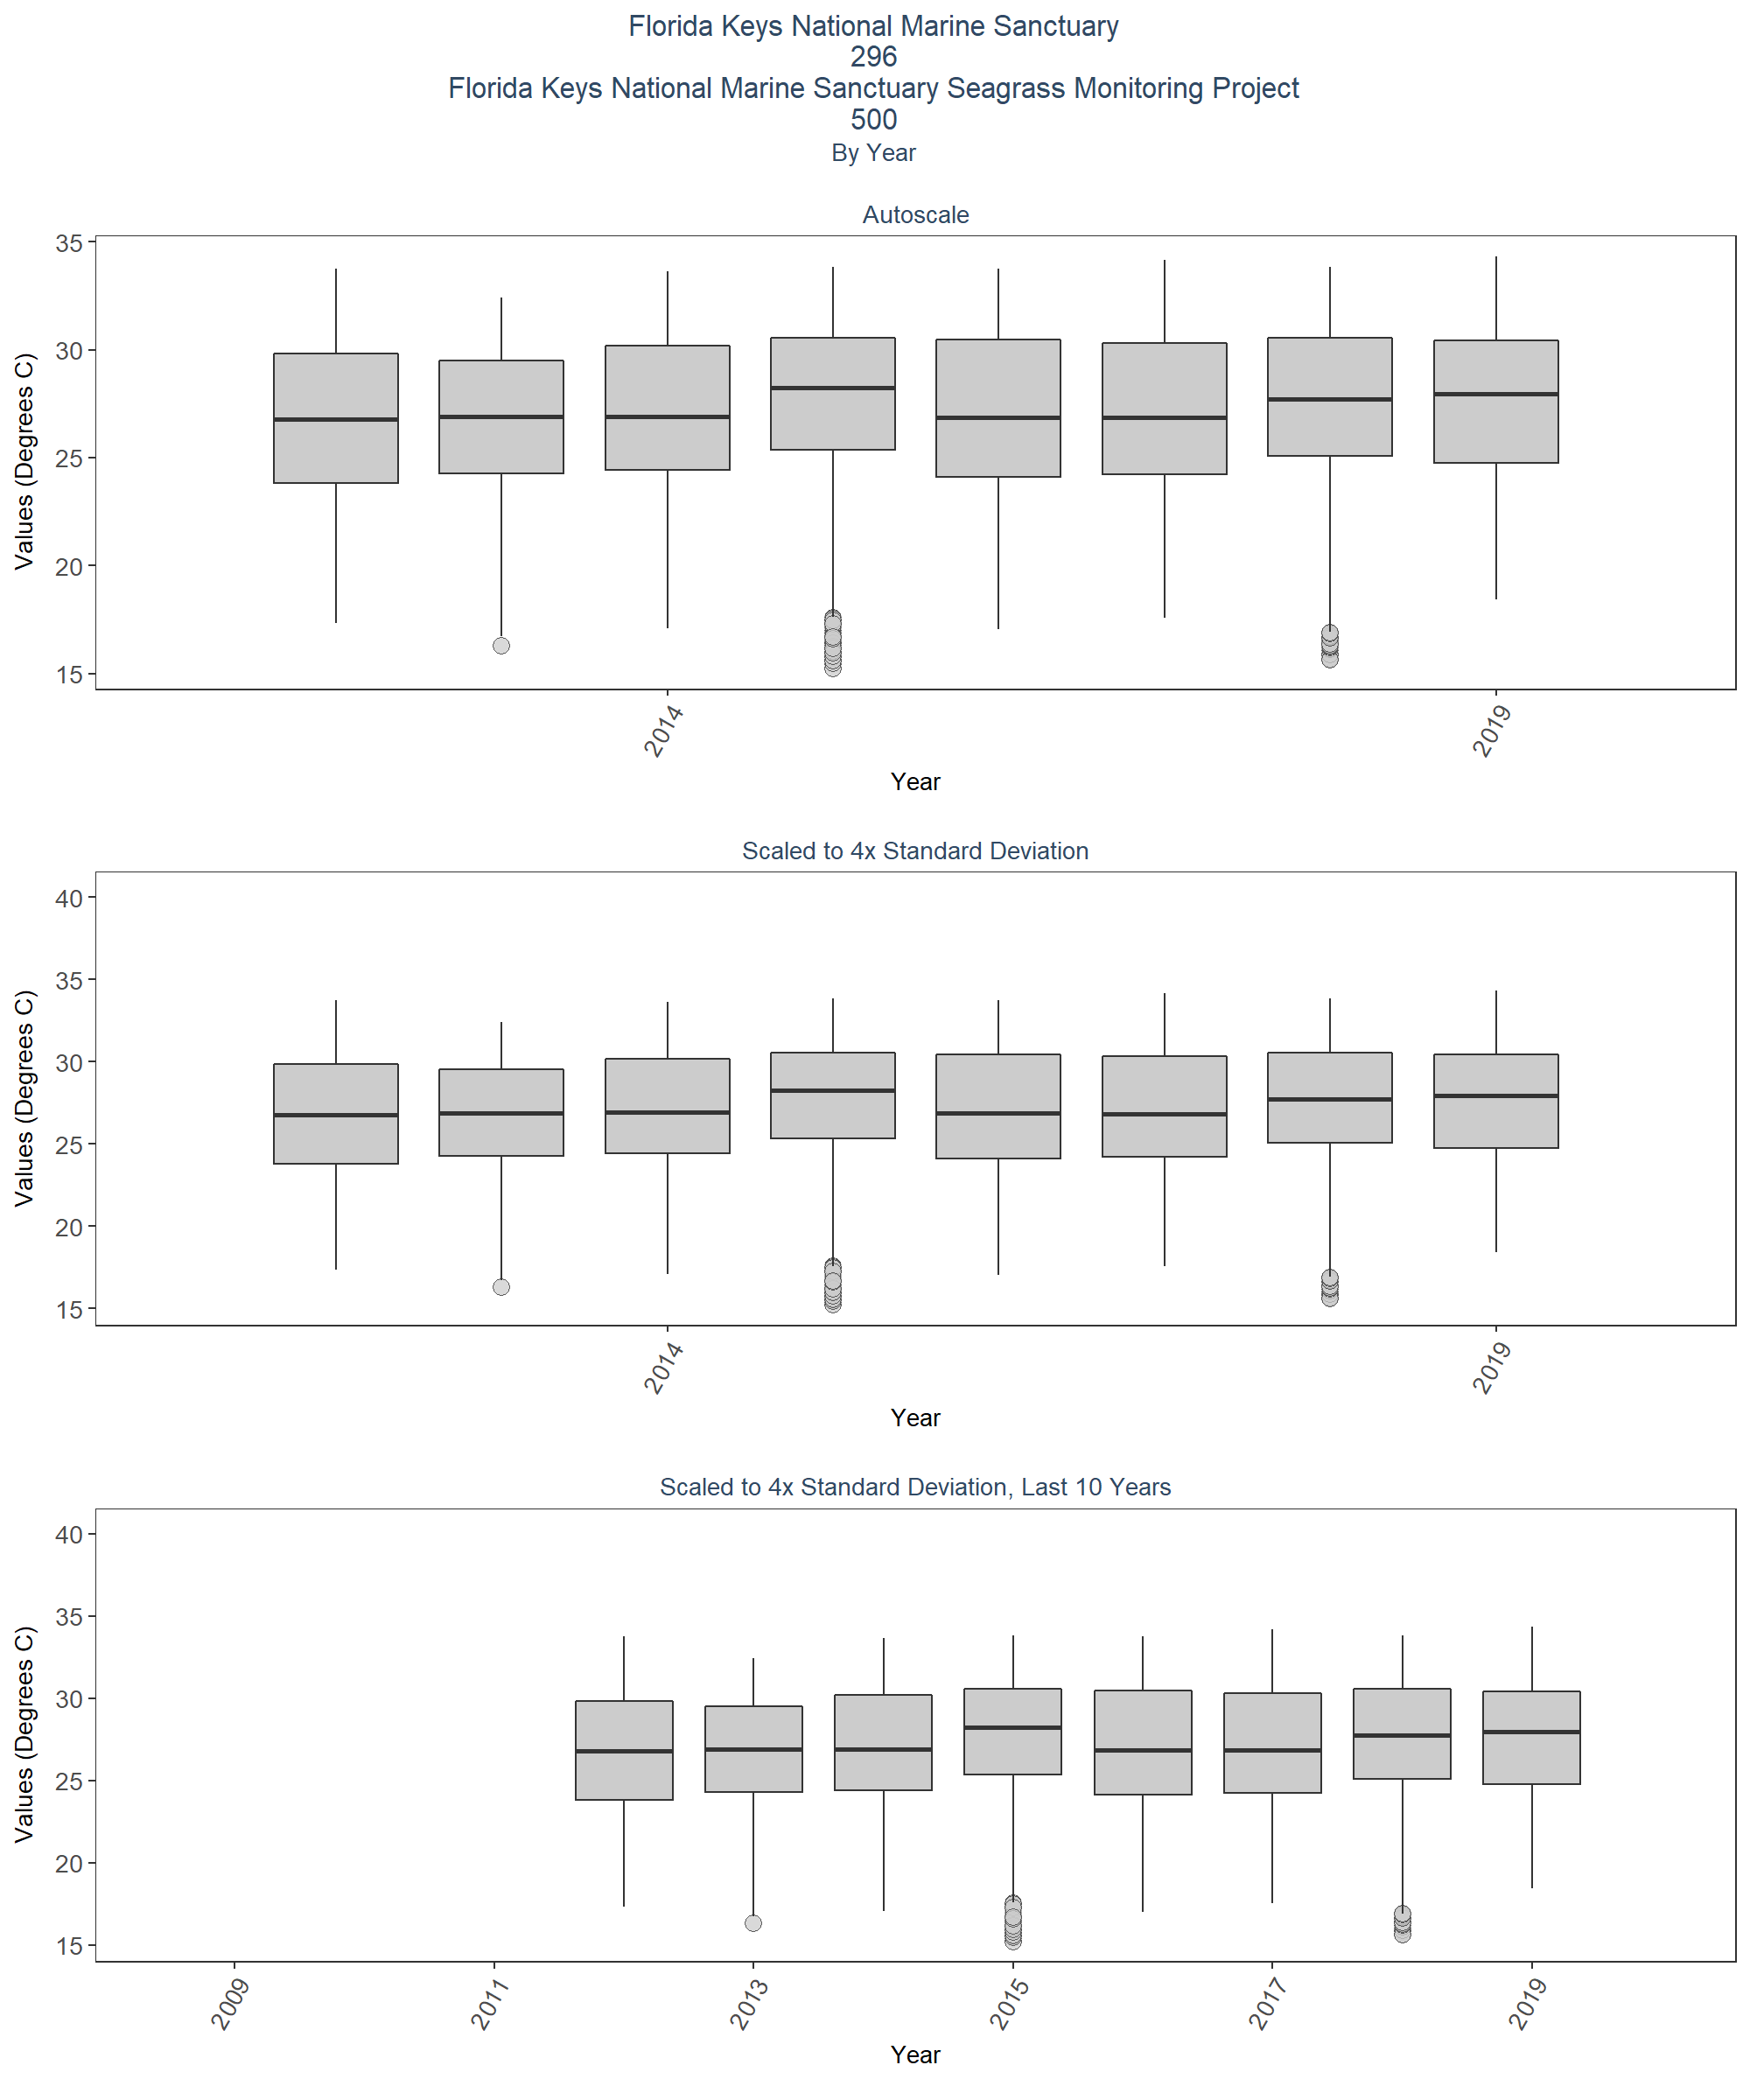 Florida Keys National Marine Sanctuary
296
Florida Keys National Marine Sanctuary Seagrass Monitoring Project
500
By Year
Autoscale
Values (Degrees C)
35
30
25
20
15
2014
2019
Year
Scaled to 4x Standard Deviation
Values (Degrees C)
40
35
30
25
20
15
2014
2019
Year
Scaled to 4x Standard Deviation, Last 10 Years
Values (Degrees C)
40
35
30
25
20
15
2009
2011
2013
2015
2017
2019
Year